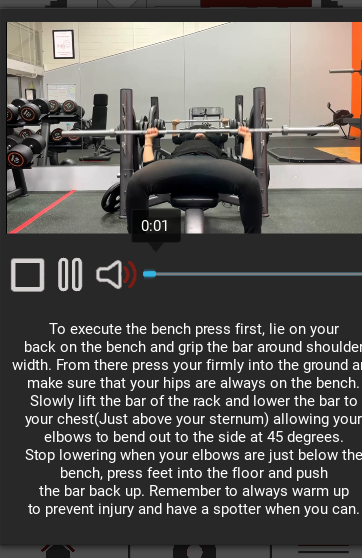 0:01
To execute the bench press first, lie on your
back on the bench and grip the bar around shoulder
width. From there press your firmly into the ground
make sure that your hips are always on the bench.
Slowly lift the bar of the rack and lower the bar to
your chest(Just above your sternum) allowing your
elbows to bend out to the side at 45 degrees.
Stop lowering when your elbows are just below the
bench, press feet into the floor and push
the bar back up. Remember to always warm up
to prevent injury and have a spotter when you can.